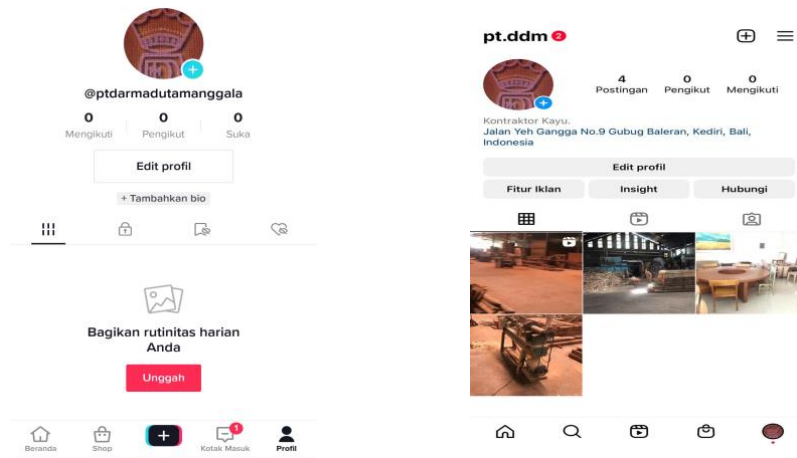 @ptdarmadutamanggala
0 0 0
Mengikuti Pengikut Suka
Edit profil
+ Tambahkan bio
Bagikan rutinitas harian
Anda
Unggah
1
Beranda Shop Kotak Masuk Profil
pt.ddm 2
4 0 0
Postingan Pengikut Mengikuti
Kontraktor Kayu.
Jalan Yeh Gangga No.9 Gubug Baleran, Kediri, Bali,
Indonesia
Edit profil
Fitur Iklan Insight Hubungi